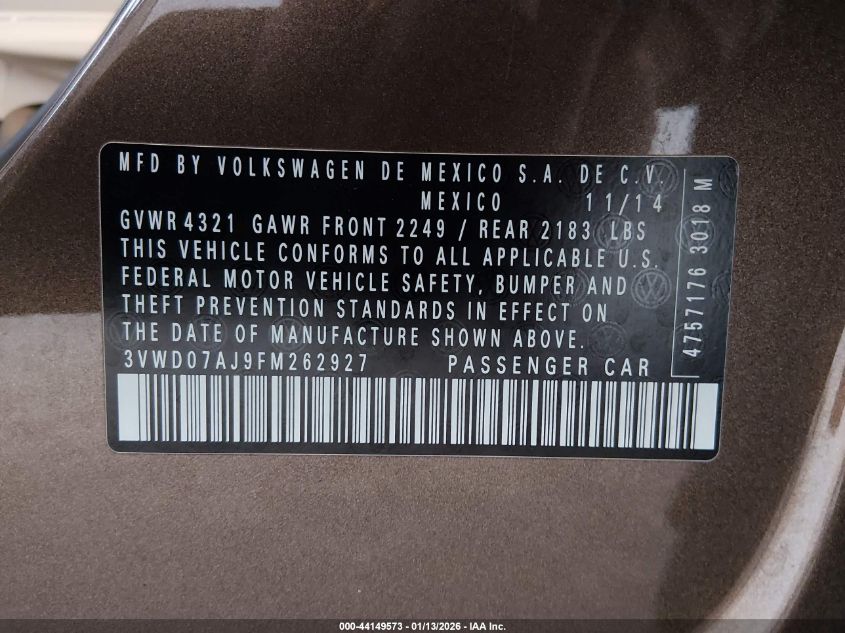 MFD BY VOLKSWAGEN DE MEXICO S.A. DE C.V.
MEXICO 11/14
GVWR 4321 GAWR FRONT 2249 / REAR 2183 LBS
THIS VEHICLE CONFORMS TO ALL APPLICABLE U.S.
FEDERAL MOTOR VEHICLE SAFETY, BUMPER AND
THEFT PREVENTION STANDARDS IN EFFECT ON
THE DATE OF MANUFACTURE SHOWN ABOVE.
3VWD07AJ9FM262927 PASSENGER CAR
4757176 3018 M
000-44149573 - 01/13/2026 - IAA Inc.